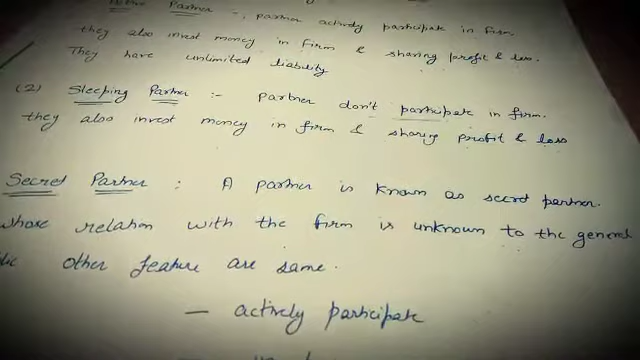 Active Partner :- partner actively participate in firm.
they also invest money in firm & sharing profit & loss.
They have unlimited liability
(2) Sleeping Partner :- partner don't participate in firm.
they also invest money in firm & sharing profit & loss
Secret Partner : A partner is known as secret partner.
whose relation with the firm is unknown to the general
other feature are same.
— actively participate